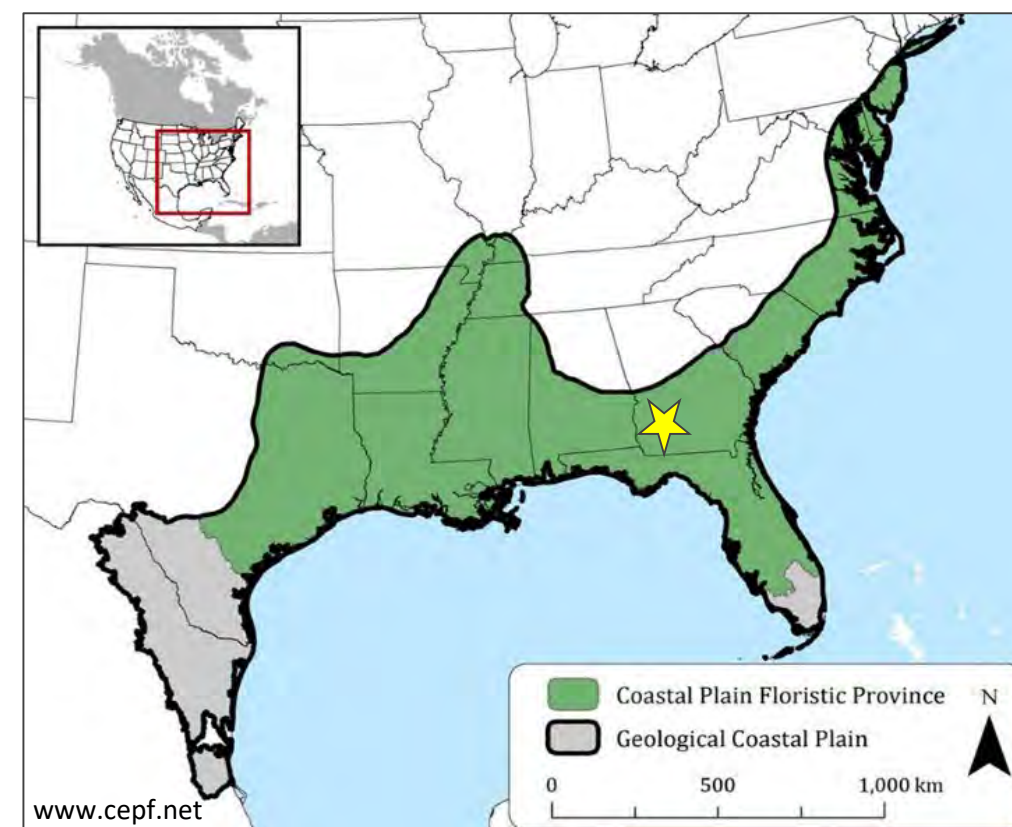 Coastal Plain Floristic Province
N
Geological Coastal Plain
0 500 1,000 km
www.cepf.net